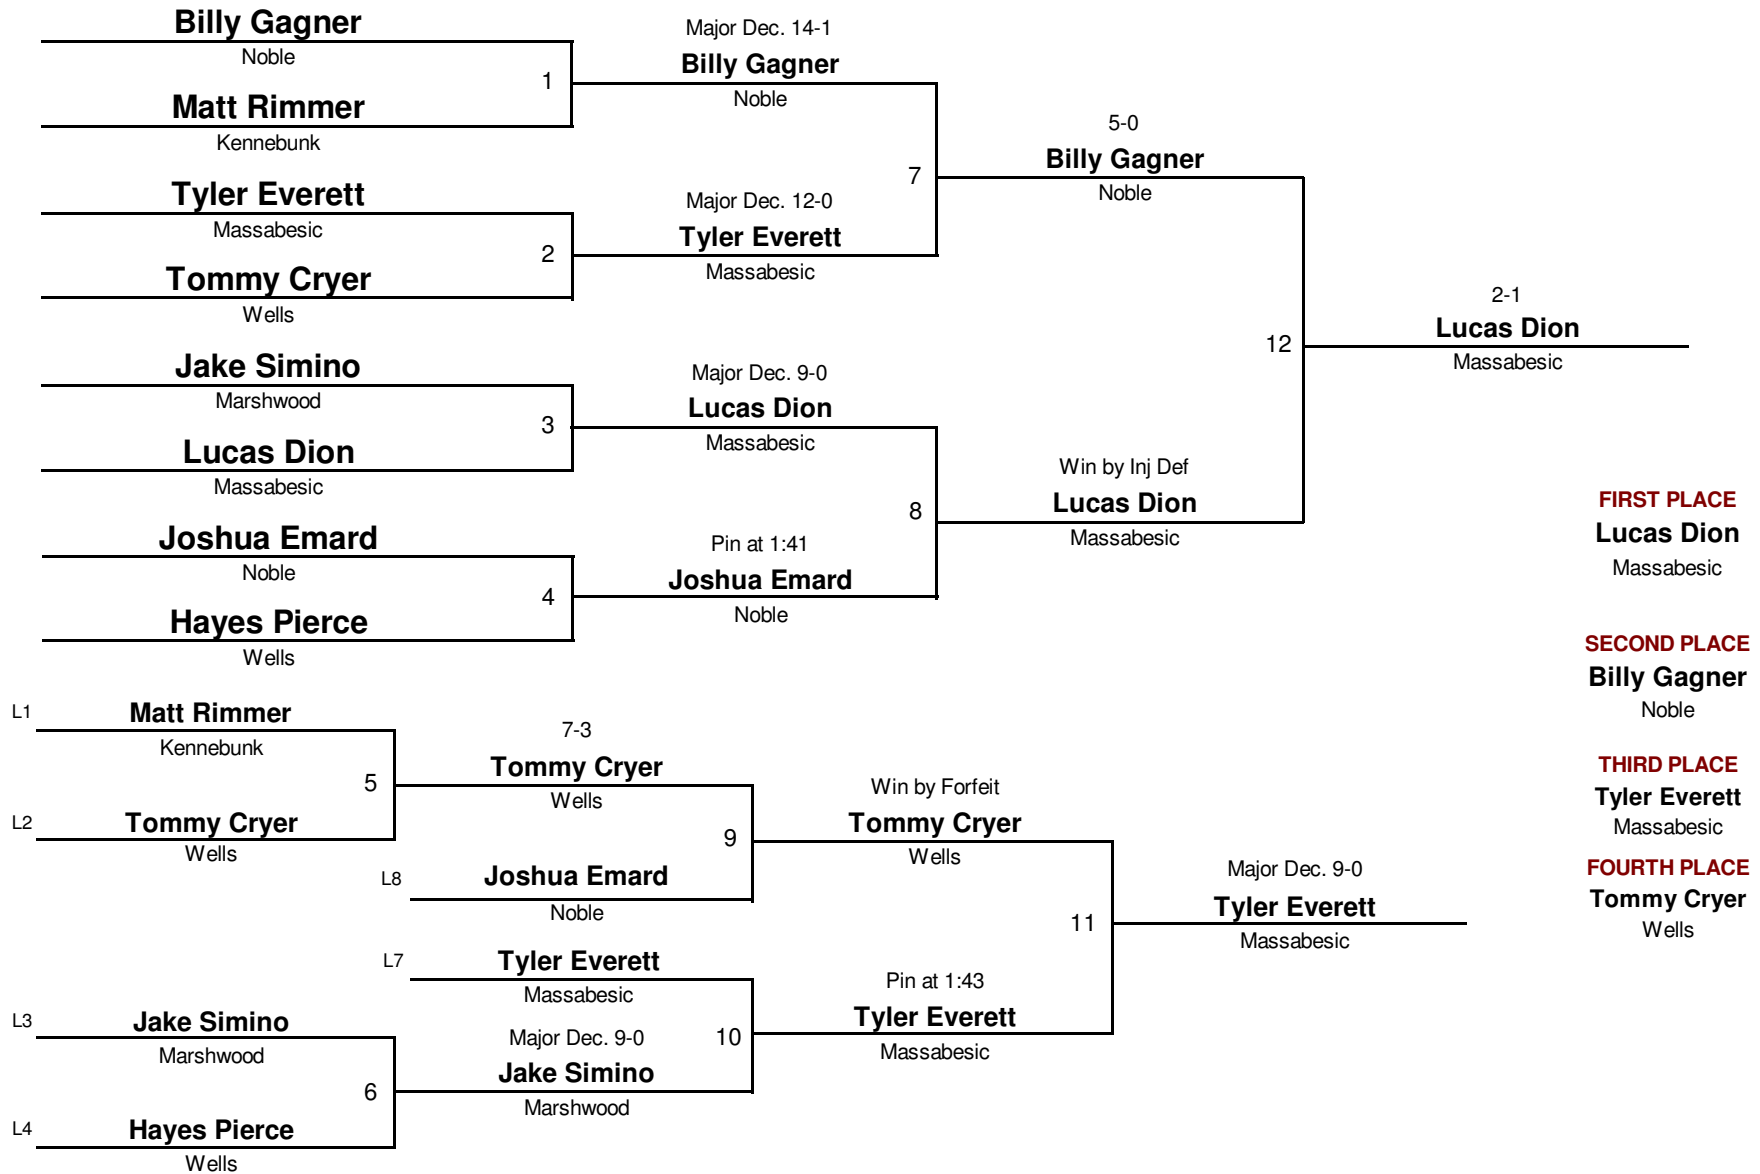 Billy Gagner
Noble
1
Matt Rimmer
Kennebunk
Major Dec. 14-1
Billy Gagner
Noble
Tyler Everett
Massabesic
2
Tommy Cryer
Wells
Major Dec. 12-0
Tyler Everett
Massabesic
7
5-0
Billy Gagner
Noble
Jake Simino
Marshwood
3
Lucas Dion
Massabesic
Major Dec. 9-0
Lucas Dion
Massabesic
Joshua Emard
Noble
4
Hayes Pierce
Wells
Pin at 1:41
Joshua Emard
Noble
8
Win by Inj Def
Lucas Dion
Massabesic
12
2-1
Lucas Dion
Massabesic
FIRST PLACE
Lucas Dion
Massabesic
SECOND PLACE
Billy Gagner
Noble
THIRD PLACE
Tyler Everett
Massabesic
FOURTH PLACE
Tommy Cryer
Wells
L1
Matt Rimmer
Kennebunk
5
L2
Tommy Cryer
Wells
7-3
Tommy Cryer
Wells
9
L8
Joshua Emard
Noble
Win by Forfeit
Tommy Cryer
Wells
L7
Tyler Everett
Massabesic
L3
Jake Simino
Marshwood
6
L4
Hayes Pierce
Wells
Major Dec. 9-0
Jake Simino
Marshwood
10
Pin at 1:43
Tyler Everett
Massabesic
11
Major Dec. 9-0
Tyler Everett
Massabesic